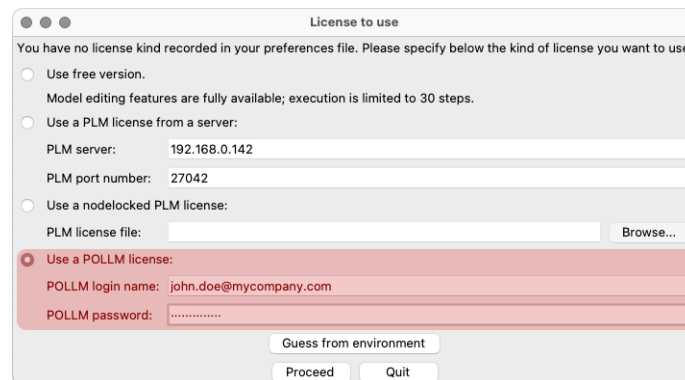 License to use
You have no license kind recorded in your preferences file. Please specify below the kind of license you want to use
Use free version.
Model editing features are fully available; execution is limited to 30 steps.
Use a PLM license from a server:
PLM server: 192.168.0.142
PLM port number: 27042
Use a nodelocked PLM license:
PLM license file: Browse...
Use a POLLM license:
POLLM login name: john.doe@mycompany.com
POLLM password: ··············
Guess from environment
Proceed Quit